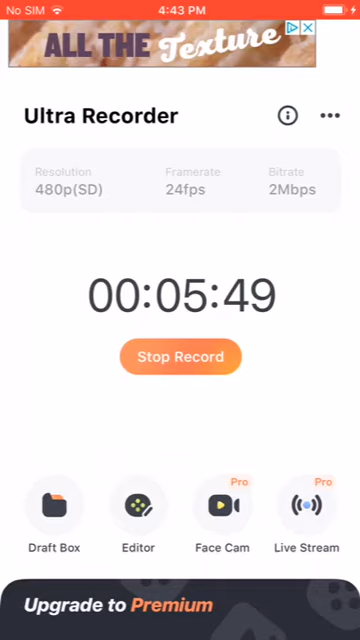 No SIM 4:43 PM
ALL THE Texture
Ultra Recorder
Resolution Framerate Bitrate
480p(SD) 24fps 2Mbps
00:05:49
Stop Record
Pro Pro
Draft Box Editor Face Cam Live Stream
Upgrade to Premium